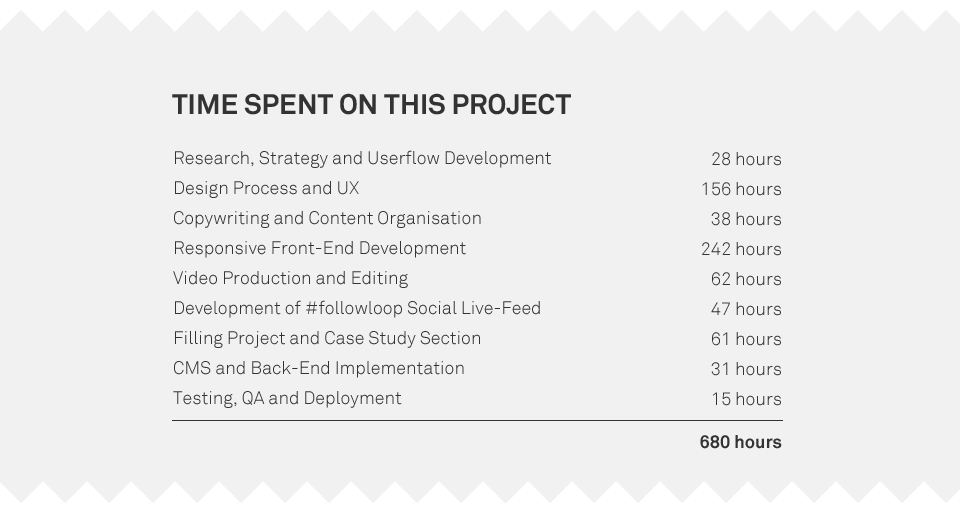 TIME SPENT ON THIS PROJECT
Research, Strategy and Userflow Development 28 hours
Design Process and UX 156 hours
Copywriting and Content Organisation 38 hours
Responsive Front-End Development 242 hours
Video Production and Editing 62 hours
Development of #followloop Social Live-Feed 47 hours
Filling Project and Case Study Section 61 hours
CMS and Back-End Implementation 31 hours
Testing, QA and Deployment 15 hours
680 hours